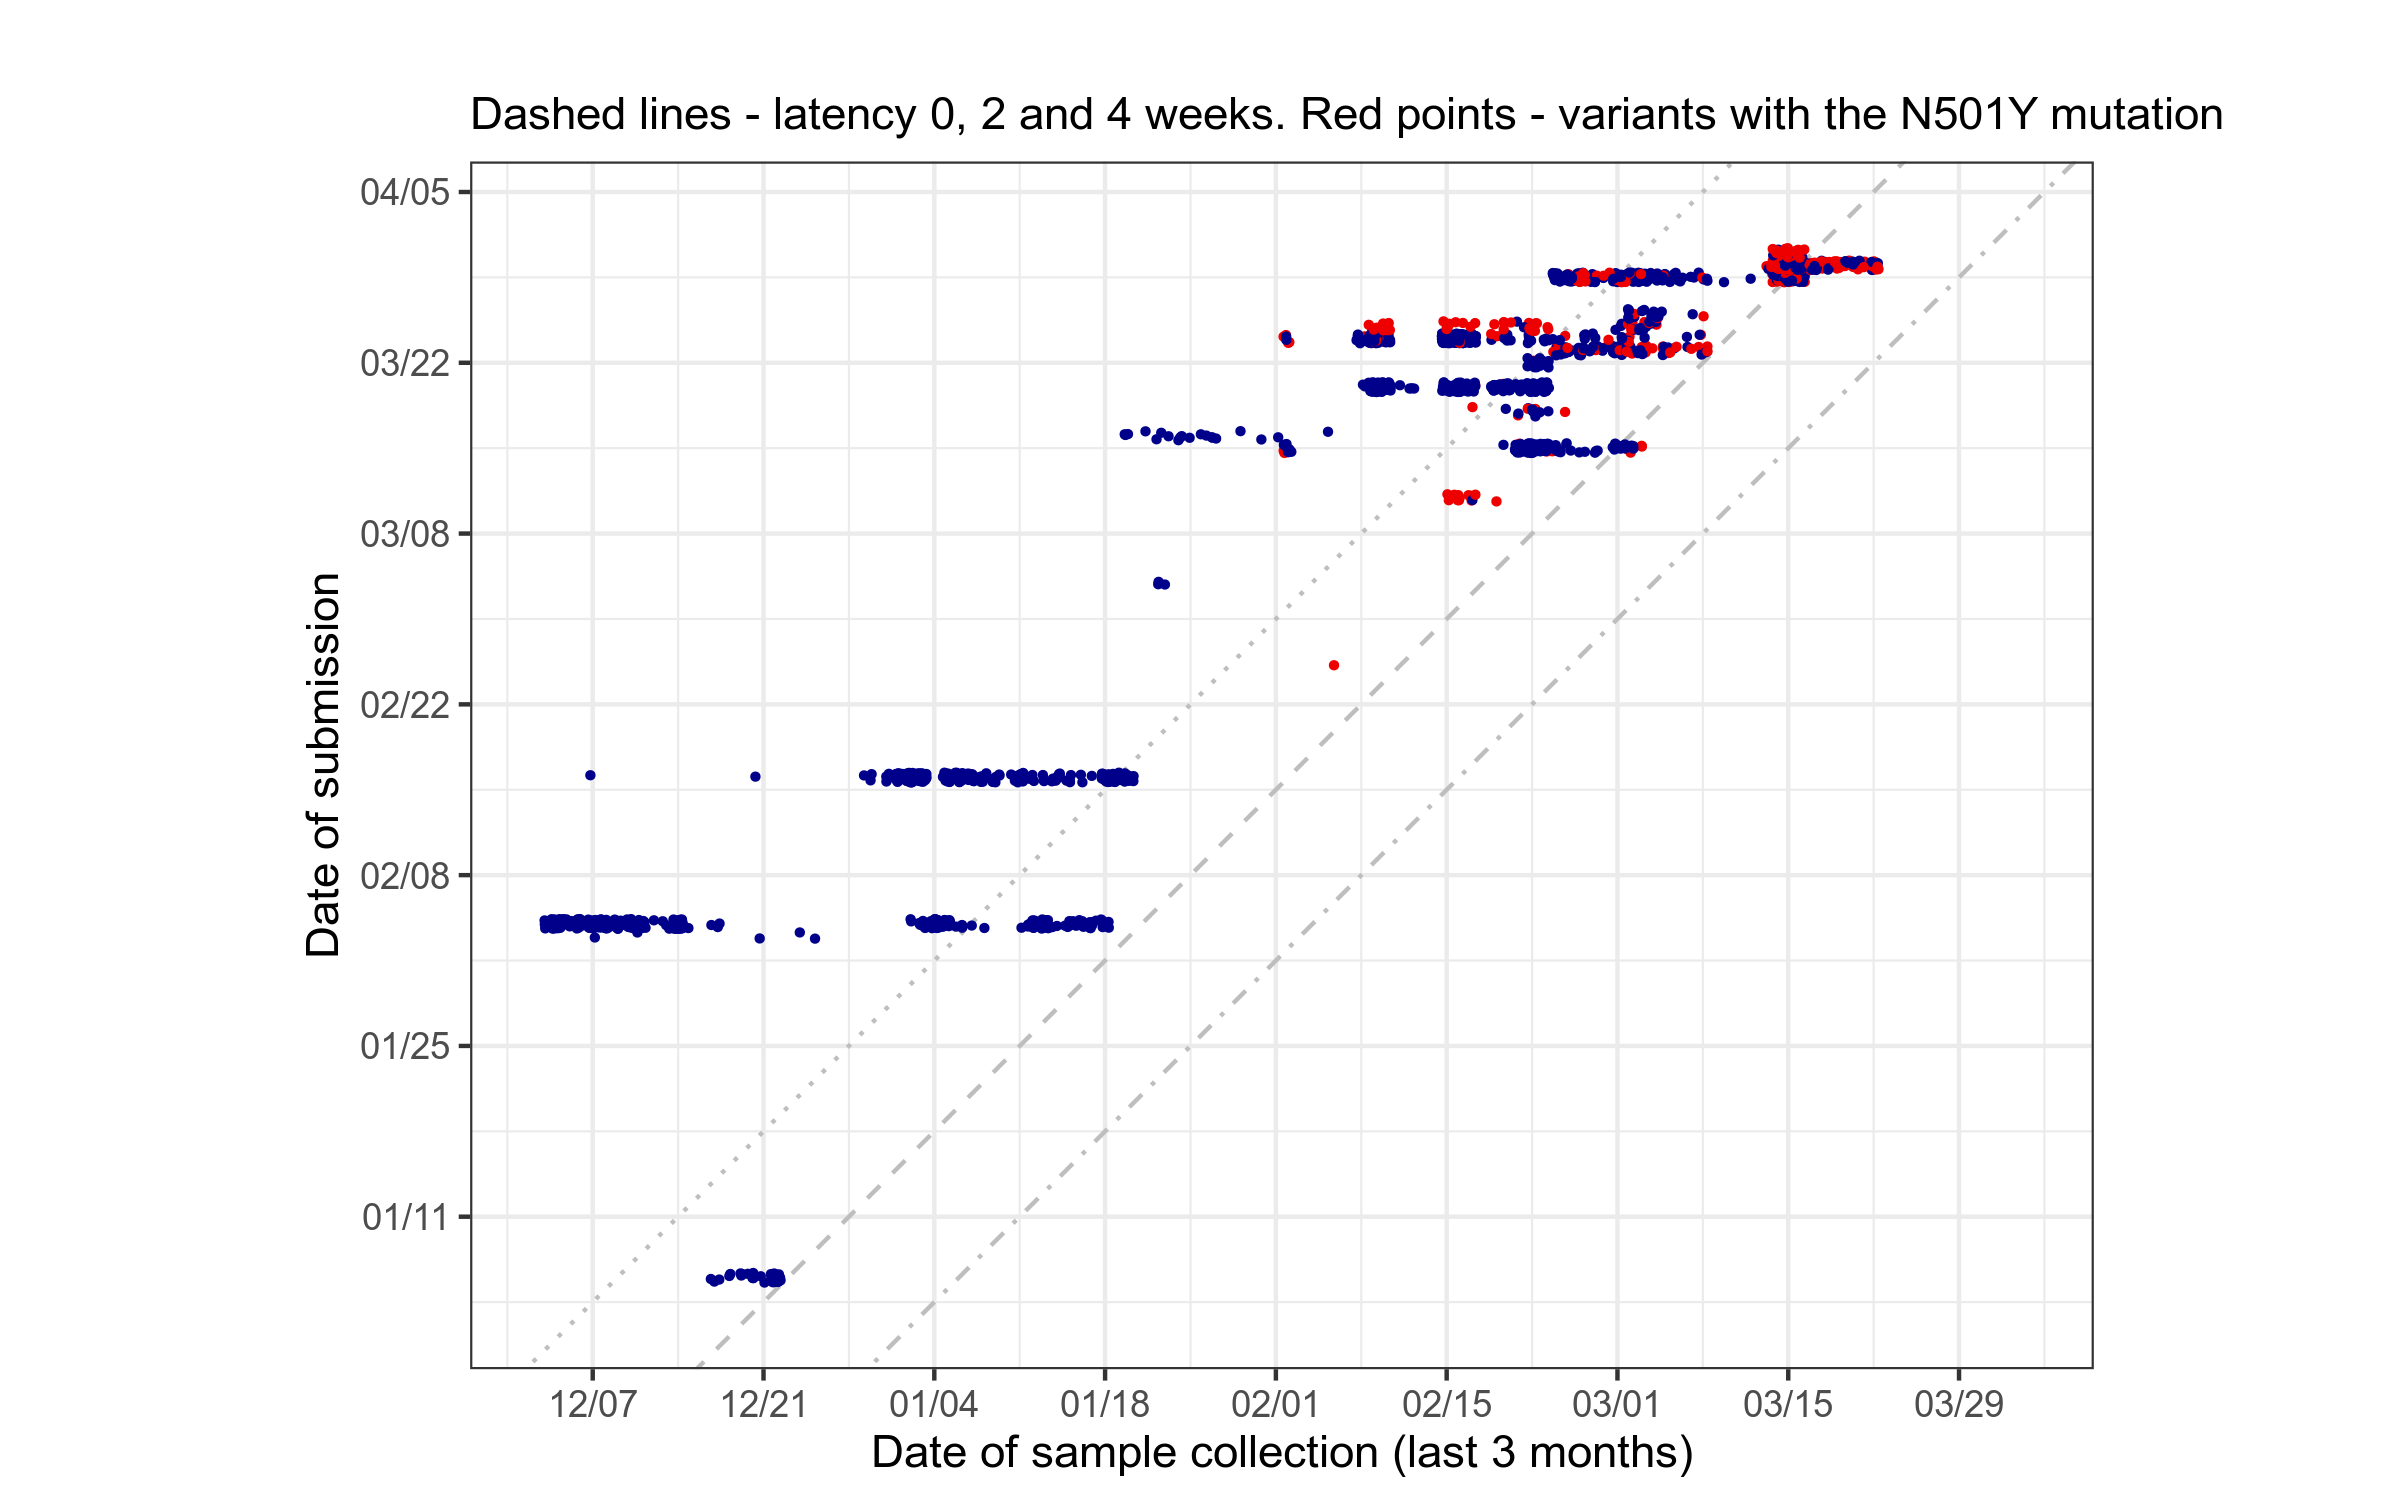 Dashed lines - latency 0, 2 and 4 weeks. Red points - variants with the N501Y mutation
Date of submission
04/05
03/22
03/08
02/22
02/08
01/25
01/11
12/07 12/21 01/04 01/18 02/01 02/15 03/01 03/15 03/29
Date of sample collection (last 3 months)